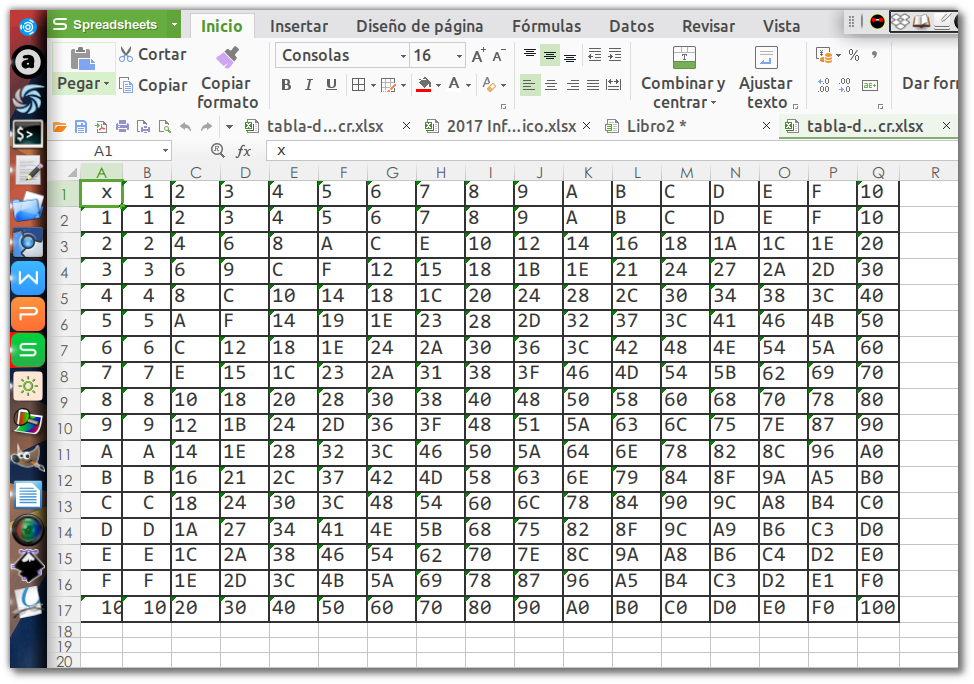 S Spreadsheets Inicio Insertar Diseño de página Fórmulas Datos Revisar Vista
Pegar Cortar Copiar Copiar formato Consolas 16 A+ A- Combinar y centrar Ajustar texto % Dar for
B I U A
tabla-d...cr.xlsx × 2017 Inf...ico.xlsx × Libro2 * × tabla-d...cr.xlsx ×
A1 fx x
A B C D E F G H I J K L M N O P Q R
1 x 1 2 3 4 5 6 7 8 9 A B C D E F 10
2 1 1 2 3 4 5 6 7 8 9 A B C D E F 10
3 2 2 4 6 8 A C E 10 12 14 16 18 1A 1C 1E 20
4 3 3 6 9 C F 12 15 18 1B 1E 21 24 27 2A 2D 30
5 4 4 8 C 10 14 18 1C 20 24 28 2C 30 34 38 3C 40
6 5 5 A F 14 19 1E 23 28 2D 32 37 3C 41 46 4B 50
7 6 6 C 12 18 1E 24 2A 30 36 3C 42 48 4E 54 5A 60
8 7 7 E 15 1C 23 2A 31 38 3F 46 4D 54 5B 62 69 70
9 8 8 10 18 20 28 30 38 40 48 50 58 60 68 70 78 80
10 9 9 12 1B 24 2D 36 3F 48 51 5A 63 6C 75 7E 87 90
11 A A 14 1E 28 32 3C 46 50 5A 64 6E 78 82 8C 96 A0
12 B B 16 21 2C 37 42 4D 58 63 6E 79 84 8F 9A A5 B0
13 C C 18 24 30 3C 48 54 60 6C 78 84 90 9C A8 B4 C0
14 D D 1A 27 34 41 4E 5B 68 75 82 8F 9C A9 B6 C3 D0
15 E E 1C 2A 38 46 54 62 70 7E 8C 9A A8 B6 C4 D2 E0
16 F F 1E 2D 3C 4B 5A 69 78 87 96 A5 B4 C3 D2 E1 F0
17 10 10 20 30 40 50 60 70 80 90 A0 B0 C0 D0 E0 F0 100
18
19
20